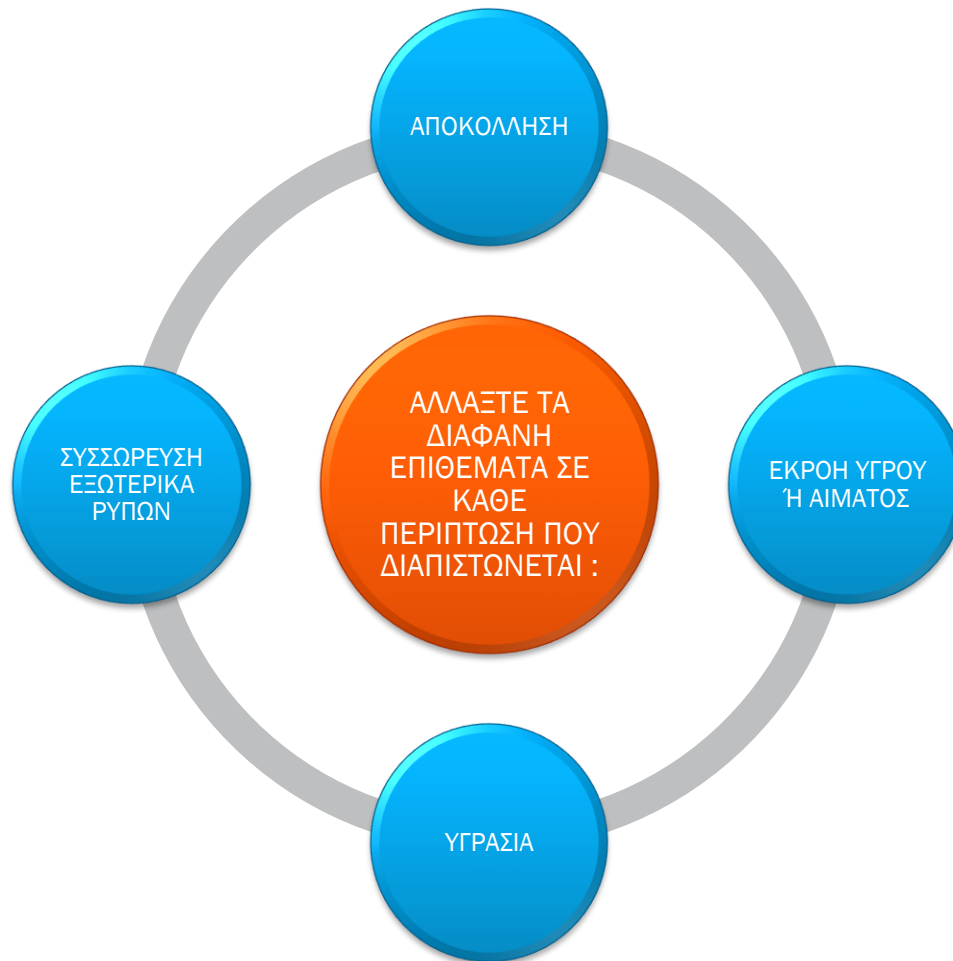 ΑΠΟΚΟΛΛΗΣΗ
ΑΛΛΑΞΤΕ ΤΑ
ΔΙΑΦΑΝΗ
ΕΠΙΘΕΜΑΤΑ ΣΕ
ΚΑΘΕ
ΠΕΡΙΠΤΩΣΗ ΠΟΥ
ΔΙΑΠΙΣΤΩΝΕΤΑΙ :
ΕΚΡΟΗ ΥΓΡΟΥ
Ή ΑΙΜΑΤΟΣ
ΥΓΡΑΣΙΑ
ΣΥΣΣΩΡΕΥΣΗ
ΕΞΩΤΕΡΙΚΑ
ΡΥΠΩΝ